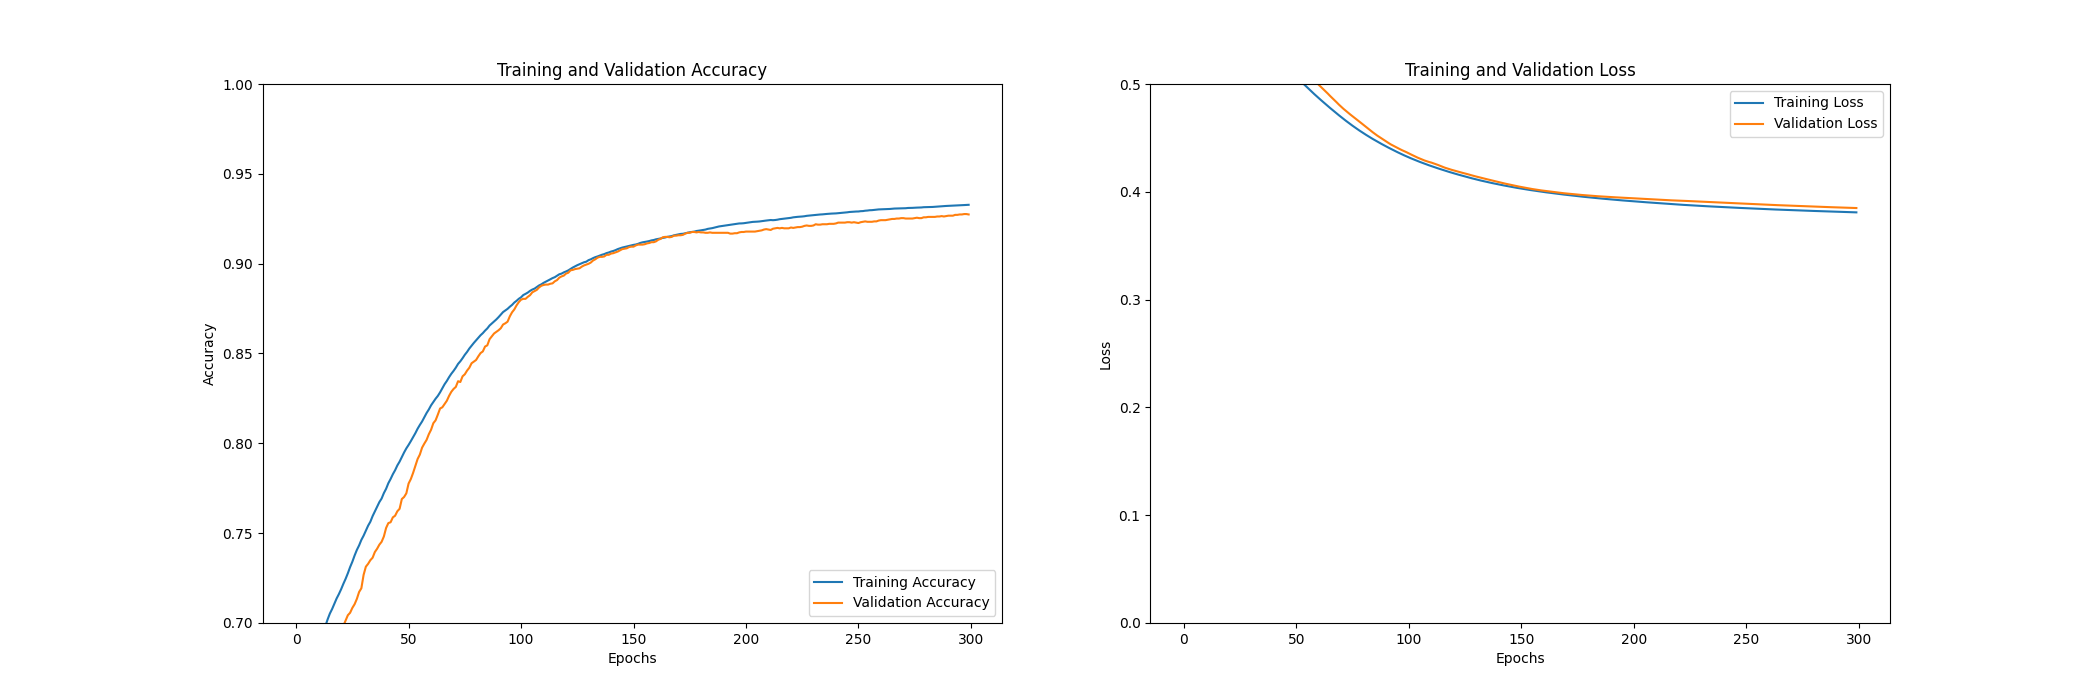 Training and Validation Accuracy
1.00
0.95
0.90
0.85
0.80
0.75
0.70
Accuracy
0
50
100
150
200
250
300
Epochs
Training Accuracy
Validation Accuracy
Training and Validation Loss
0.5
0.4
0.3
0.2
0.1
0.0
Loss
0
50
100
150
200
250
300
Epochs
Training Loss
Validation Loss